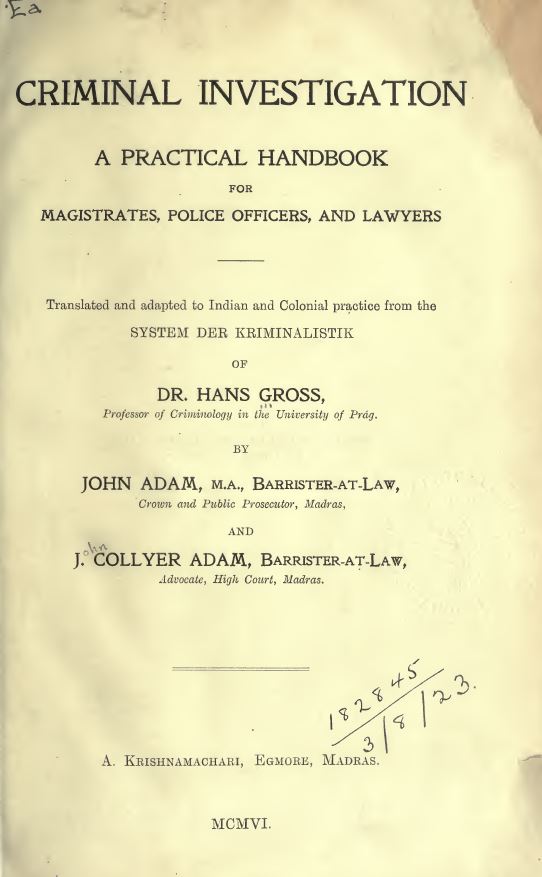 Ea
CRIMINAL INVESTIGATION
A PRACTICAL HANDBOOK
FOR
MAGISTRATES, POLICE OFFICERS, AND LAWYERS
Translated and adapted to Indian and Colonial practice from the
SYSTEM DER KRIMINALISTIK
OF
DR. HANS GROSS,
Professor of Criminology in the University of Prág.
BY
JOHN ADAM, M.A., BARRISTER-AT-LAW,
Crown and Public Prosecutor, Madras,
AND
John
J. COLLYER ADAM, BARRISTER-AT-LAW,
Advocate, High Court, Madras.
182845
3/8/23.
A. KRISHNAMACHARI, EGMORE, MADRAS.
MCMVI.